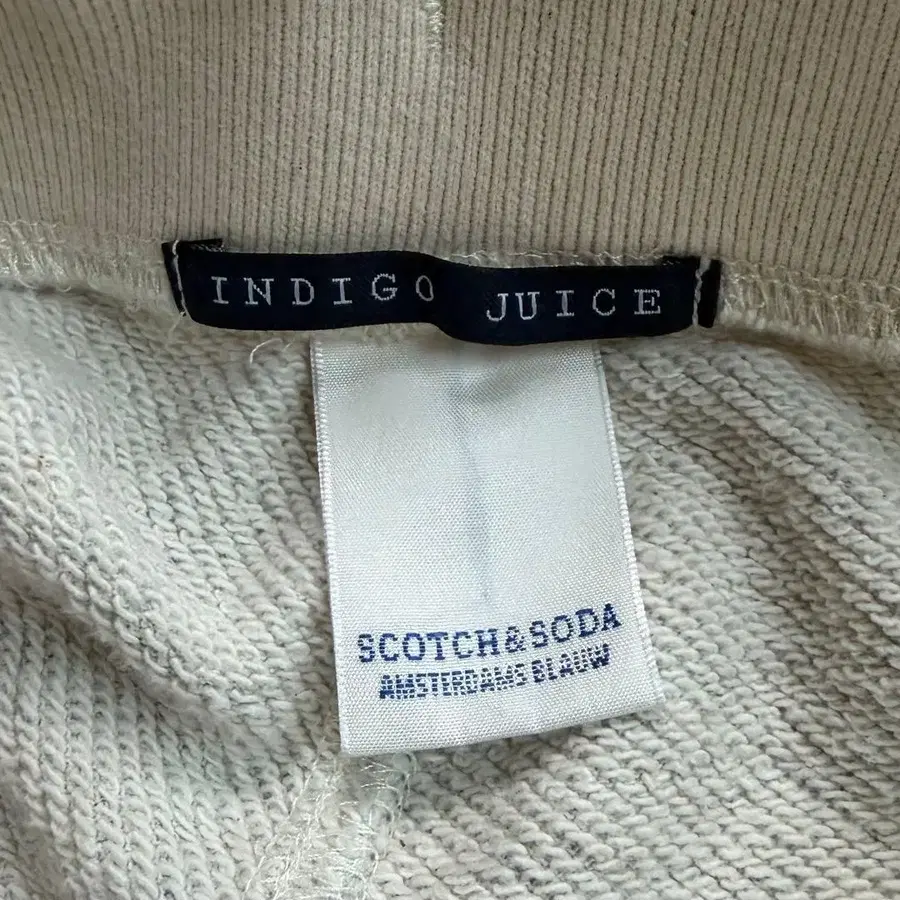 INDIGO JUICE
SCOTCH & SODA
AMSTERDAMS BLAUW